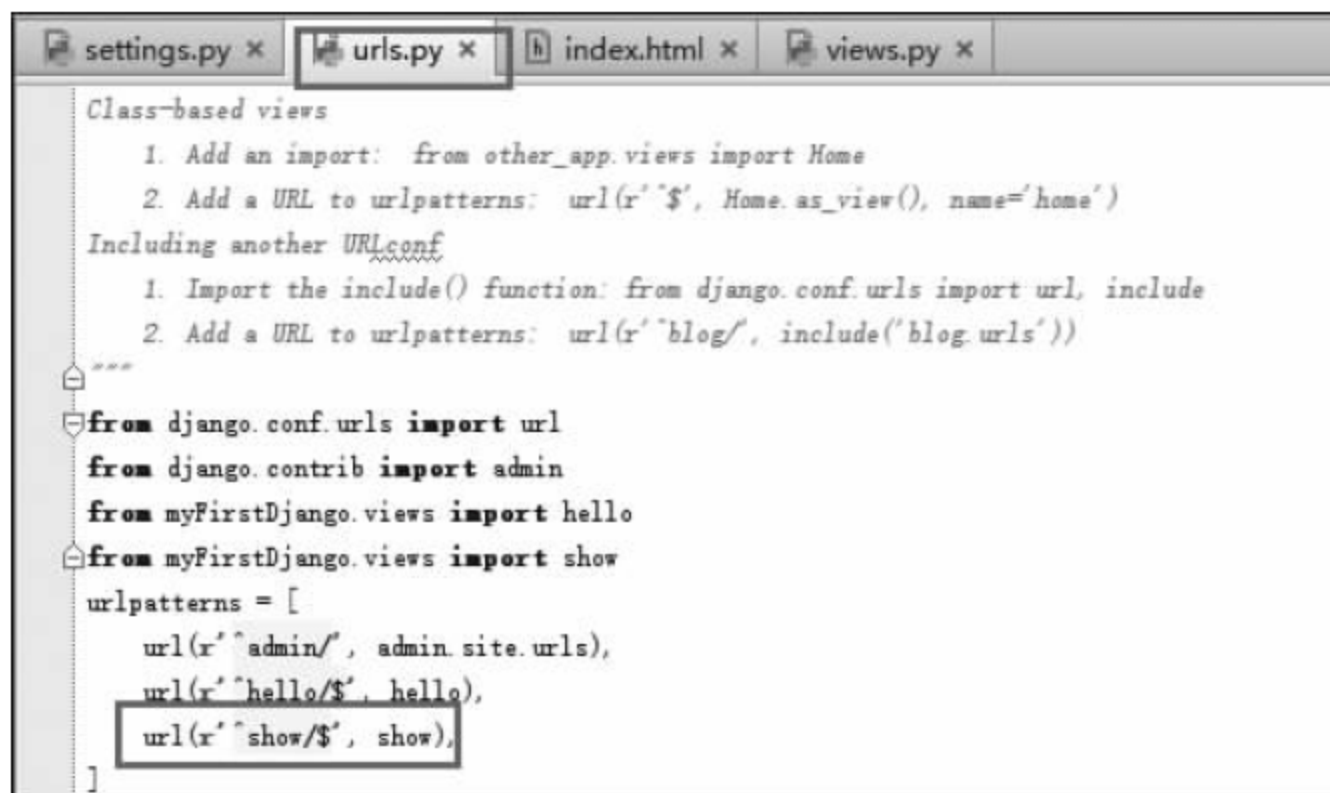 settings.py × urls.py × index.html × views.py ×
Class-based views
    1. Add an import:  from other_app.views import Home
    2. Add a URL to urlpatterns:  url(r'^$', Home.as_view(), name='home')
Including another URLconf
    1. Import the include() function: from django.conf.urls import url, include
    2. Add a URL to urlpatterns:  url(r'^blog/', include('blog.urls'))
"""
from django.conf.urls import url
from django.contrib import admin
from myFirstDjango.views import hello
from myFirstDjango.views import show
urlpatterns = [
    url(r'^admin/', admin.site.urls),
    url(r'^hello/$', hello),
    url(r'^show/$', show),
]